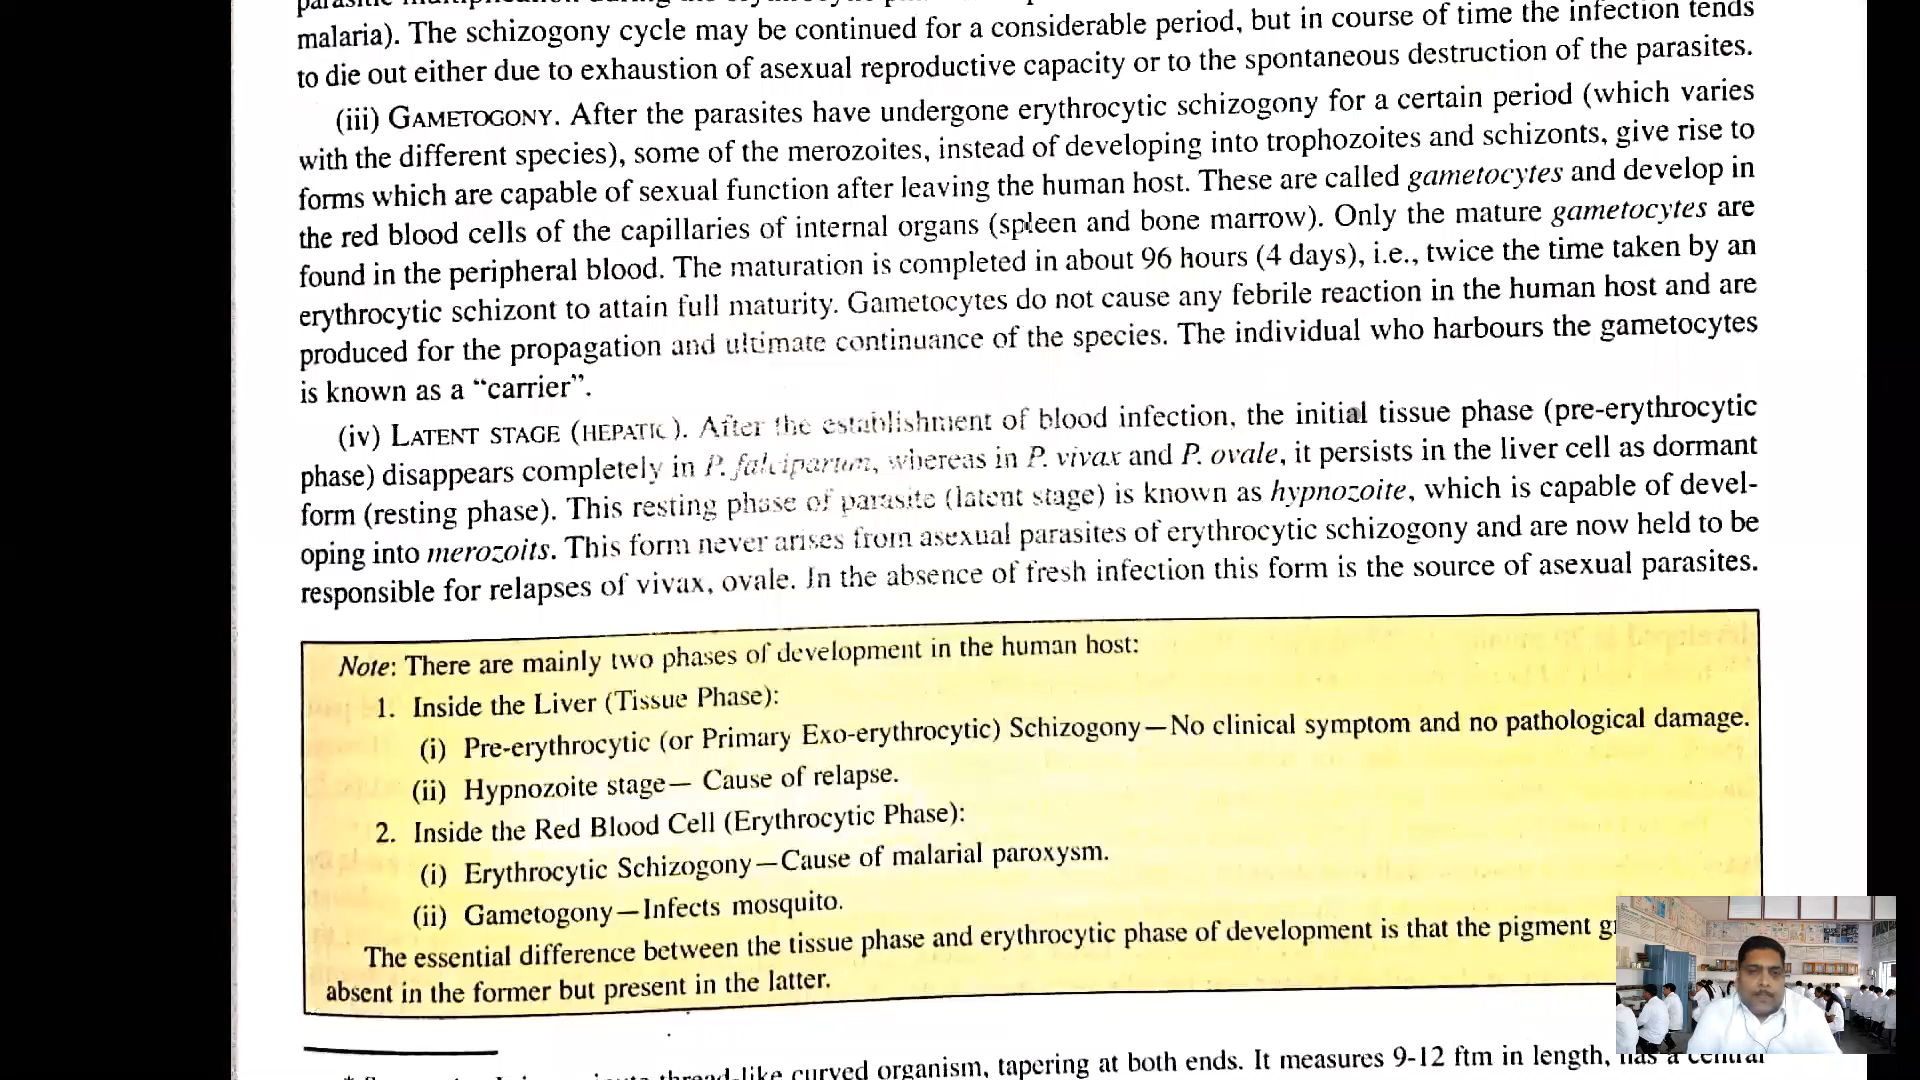 malaria). The schizogony cycle may be continued for a considerable period, but in course of time the infection tends
to die out either due to exhaustion of asexual reproductive capacity or to the spontaneous destruction of the parasites.
(iii) GAMETOGONY. After the parasites have undergone erythrocytic schizogony for a certain period (which varies
with the different species), some of the merozoites, instead of developing into trophozoites and schizonts, give rise to
forms which are capable of sexual function after leaving the human host. These are called gametocytes and develop in
the red blood cells of the capillaries of internal organs (spleen and bone marrow). Only the mature gametocytes are
found in the peripheral blood. The maturation is completed in about 96 hours (4 days), i.e., twice the time taken by an
erythrocytic schizont to attain full maturity. Gametocytes do not cause any febrile reaction in the human host and are
produced for the propagation and ultimate continuance of the species. The individual who harbours the gametocytes
is known as a “carrier”.
(iv) LATENT STAGE (HEPATIC). After the establishment of blood infection, the initial tissue phase (pre-erythrocytic
phase) disappears completely in P. falciparum, whereas in P. vivax and P. ovale, it persists in the liver cell as dormant
form (resting phase). This resting phase of parasite (latent stage) is known as hypnozoite, which is capable of devel-
oping into merozoits. This form never arises from asexual parasites of erythrocytic schizogony and are now held to be
responsible for relapses of vivax, ovale. In the absence of fresh infection this form is the source of asexual parasites.
Note: There are mainly two phases of development in the human host:
1. Inside the Liver (Tissue Phase):
(i) Pre-erythrocytic (or Primary Exo-erythrocytic) Schizogony—No clinical symptom and no pathological damage.
(ii) Hypnozoite stage— Cause of relapse.
2. Inside the Red Blood Cell (Erythrocytic Phase):
(i) Erythrocytic Schizogony—Cause of malarial paroxysm.
(ii) Gametogony—Infects mosquito.
The essential difference between the tissue phase and erythrocytic phase of development is that the pigment
absent in the former but present in the latter.
thread-like curved organism, tapering at both ends. It measures 9-12 ftm in length, has a central